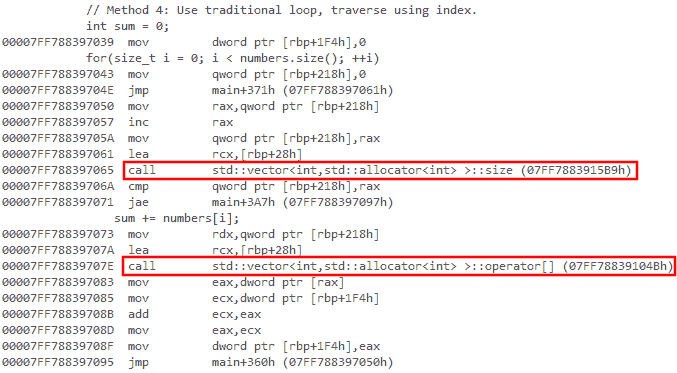 // Method 4: Use traditional loop, traverse using index.
int sum = 0;
00007FF788397039 mov dword ptr [rbp+1F4h],0
for(size_t i = 0; i < numbers.size(); ++i)
00007FF788397043 mov qword ptr [rbp+218h],0
00007FF78839704E jmp main+371h (07FF788397061h)
00007FF788397050 mov rax,qword ptr [rbp+218h]
00007FF788397057 inc rax
00007FF78839705A mov qword ptr [rbp+218h],rax
00007FF788397061 lea rcx,[rbp+28h]
00007FF788397065 call std::vector<int,std::allocator<int> >::size (07FF7883915B9h)
00007FF78839706A cmp qword ptr [rbp+218h],rax
00007FF788397071 jae main+3A7h (07FF788397097h)
sum += numbers[i];
00007FF788397073 mov rdx,qword ptr [rbp+218h]
00007FF78839707A lea rcx,[rbp+28h]
00007FF78839707E call std::vector<int,std::allocator<int> >::operator[] (07FF78839104Bh)
00007FF788397083 mov eax,dword ptr [rax]
00007FF788397085 mov ecx,dword ptr [rbp+1F4h]
00007FF78839708B add ecx,eax
00007FF78839708D mov eax,ecx
00007FF78839708F mov dword ptr [rbp+1F4h],eax
00007FF788397095 jmp main+360h (07FF788397050h)